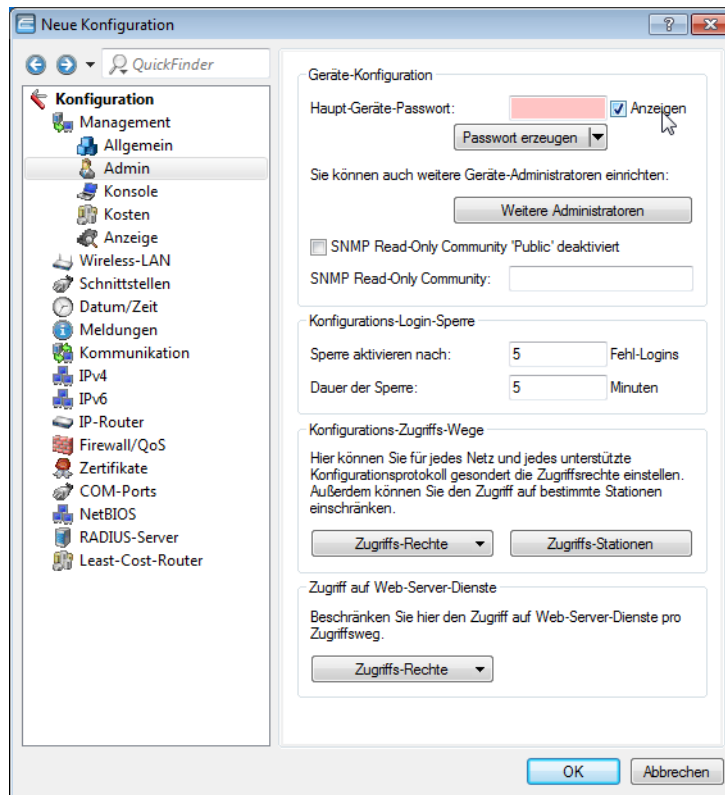 Neue Konfiguration
QuickFinder
Konfiguration
Management
Allgemein
Admin
Konsole
Kosten
Anzeige
Wireless-LAN
Schnittstellen
Datum/Zeit
Meldungen
Kommunikation
IPv4
IPv6
IP-Router
Firewall/QoS
Zertifikate
COM-Ports
NetBIOS
RADIUS-Server
Least-Cost-Router
Geräte-Konfiguration
Haupt-Geräte-Passwort: Anzeigen
Passwort erzeugen
Sie können auch weitere Geräte-Administratoren einrichten:
Weitere Administratoren
SNMP Read-Only Community 'Public' deaktiviert
SNMP Read-Only Community:
Konfigurations-Login-Sperre
Sperre aktivieren nach: 5 Fehl-Logins
Dauer der Sperre: 5 Minuten
Konfigurations-Zugriffs-Wege
Hier können Sie für jedes Netz und jedes unterstützte
Konfigurationsprotokoll gesondert die Zugriffsrechte einstellen.
Außerdem können Sie den Zugriff auf bestimmte Stationen
einschränken.
Zugriffs-Rechte Zugriffs-Stationen
Zugriff auf Web-Server-Dienste
Beschränken Sie hier den Zugriff auf Web-Server-Dienste pro
Zugriffsweg.
Zugriffs-Rechte
OK Abbrechen